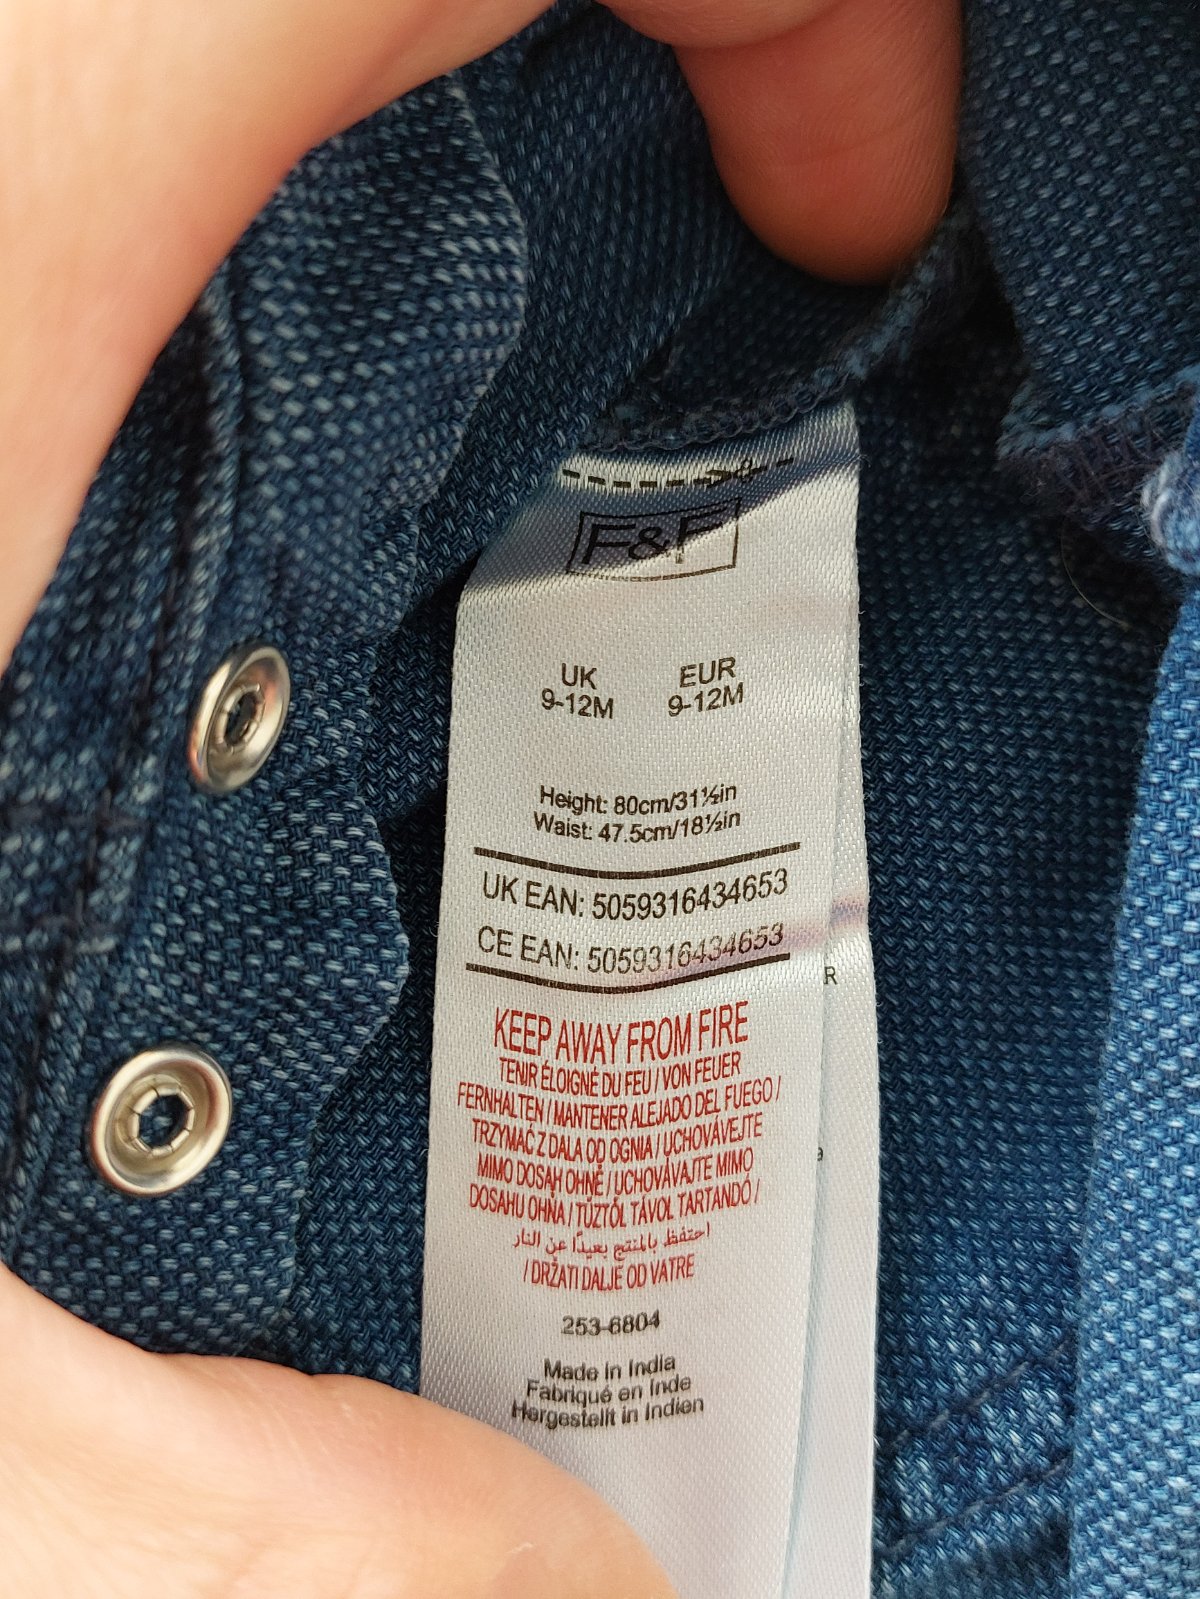 F&F
UK EUR
9-12M 9-12M
Height: 80cm/31½in
Waist: 47.5cm/18½in
UK EAN: 5059316434653
CE EAN: 5059316434653
KEEP AWAY FROM FIRE
TENIR ÉLOIGNÉ DU FEU / VON FEUER
FERNHALTEN / MANTENER ALEJADO DEL FUEGO /
TRZYMAĆ Z DALA OD OGNIA / UCHOVÁVEJTE
MIMO DOSAH OHNĚ / UCHOVÁVAJTE MIMO
DOSAHU OHŇA / TŰZTŐL TÁVOL TARTANDÓ /
احتفظ بالمنتج بعيدًا عن النار
/ DRŽATI DALJE OD VATRE
253-6804
Made in India
Fabriqué en Inde
Hergestellt in Indien